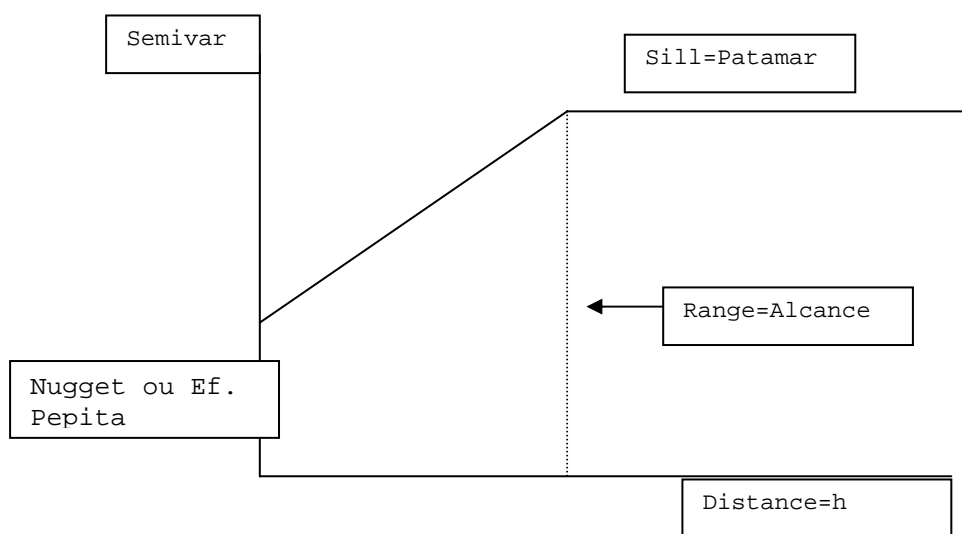 Semivar
Sill=Patamar
Range=Alcance
Nugget ou Ef.
Pepita
Distance=h